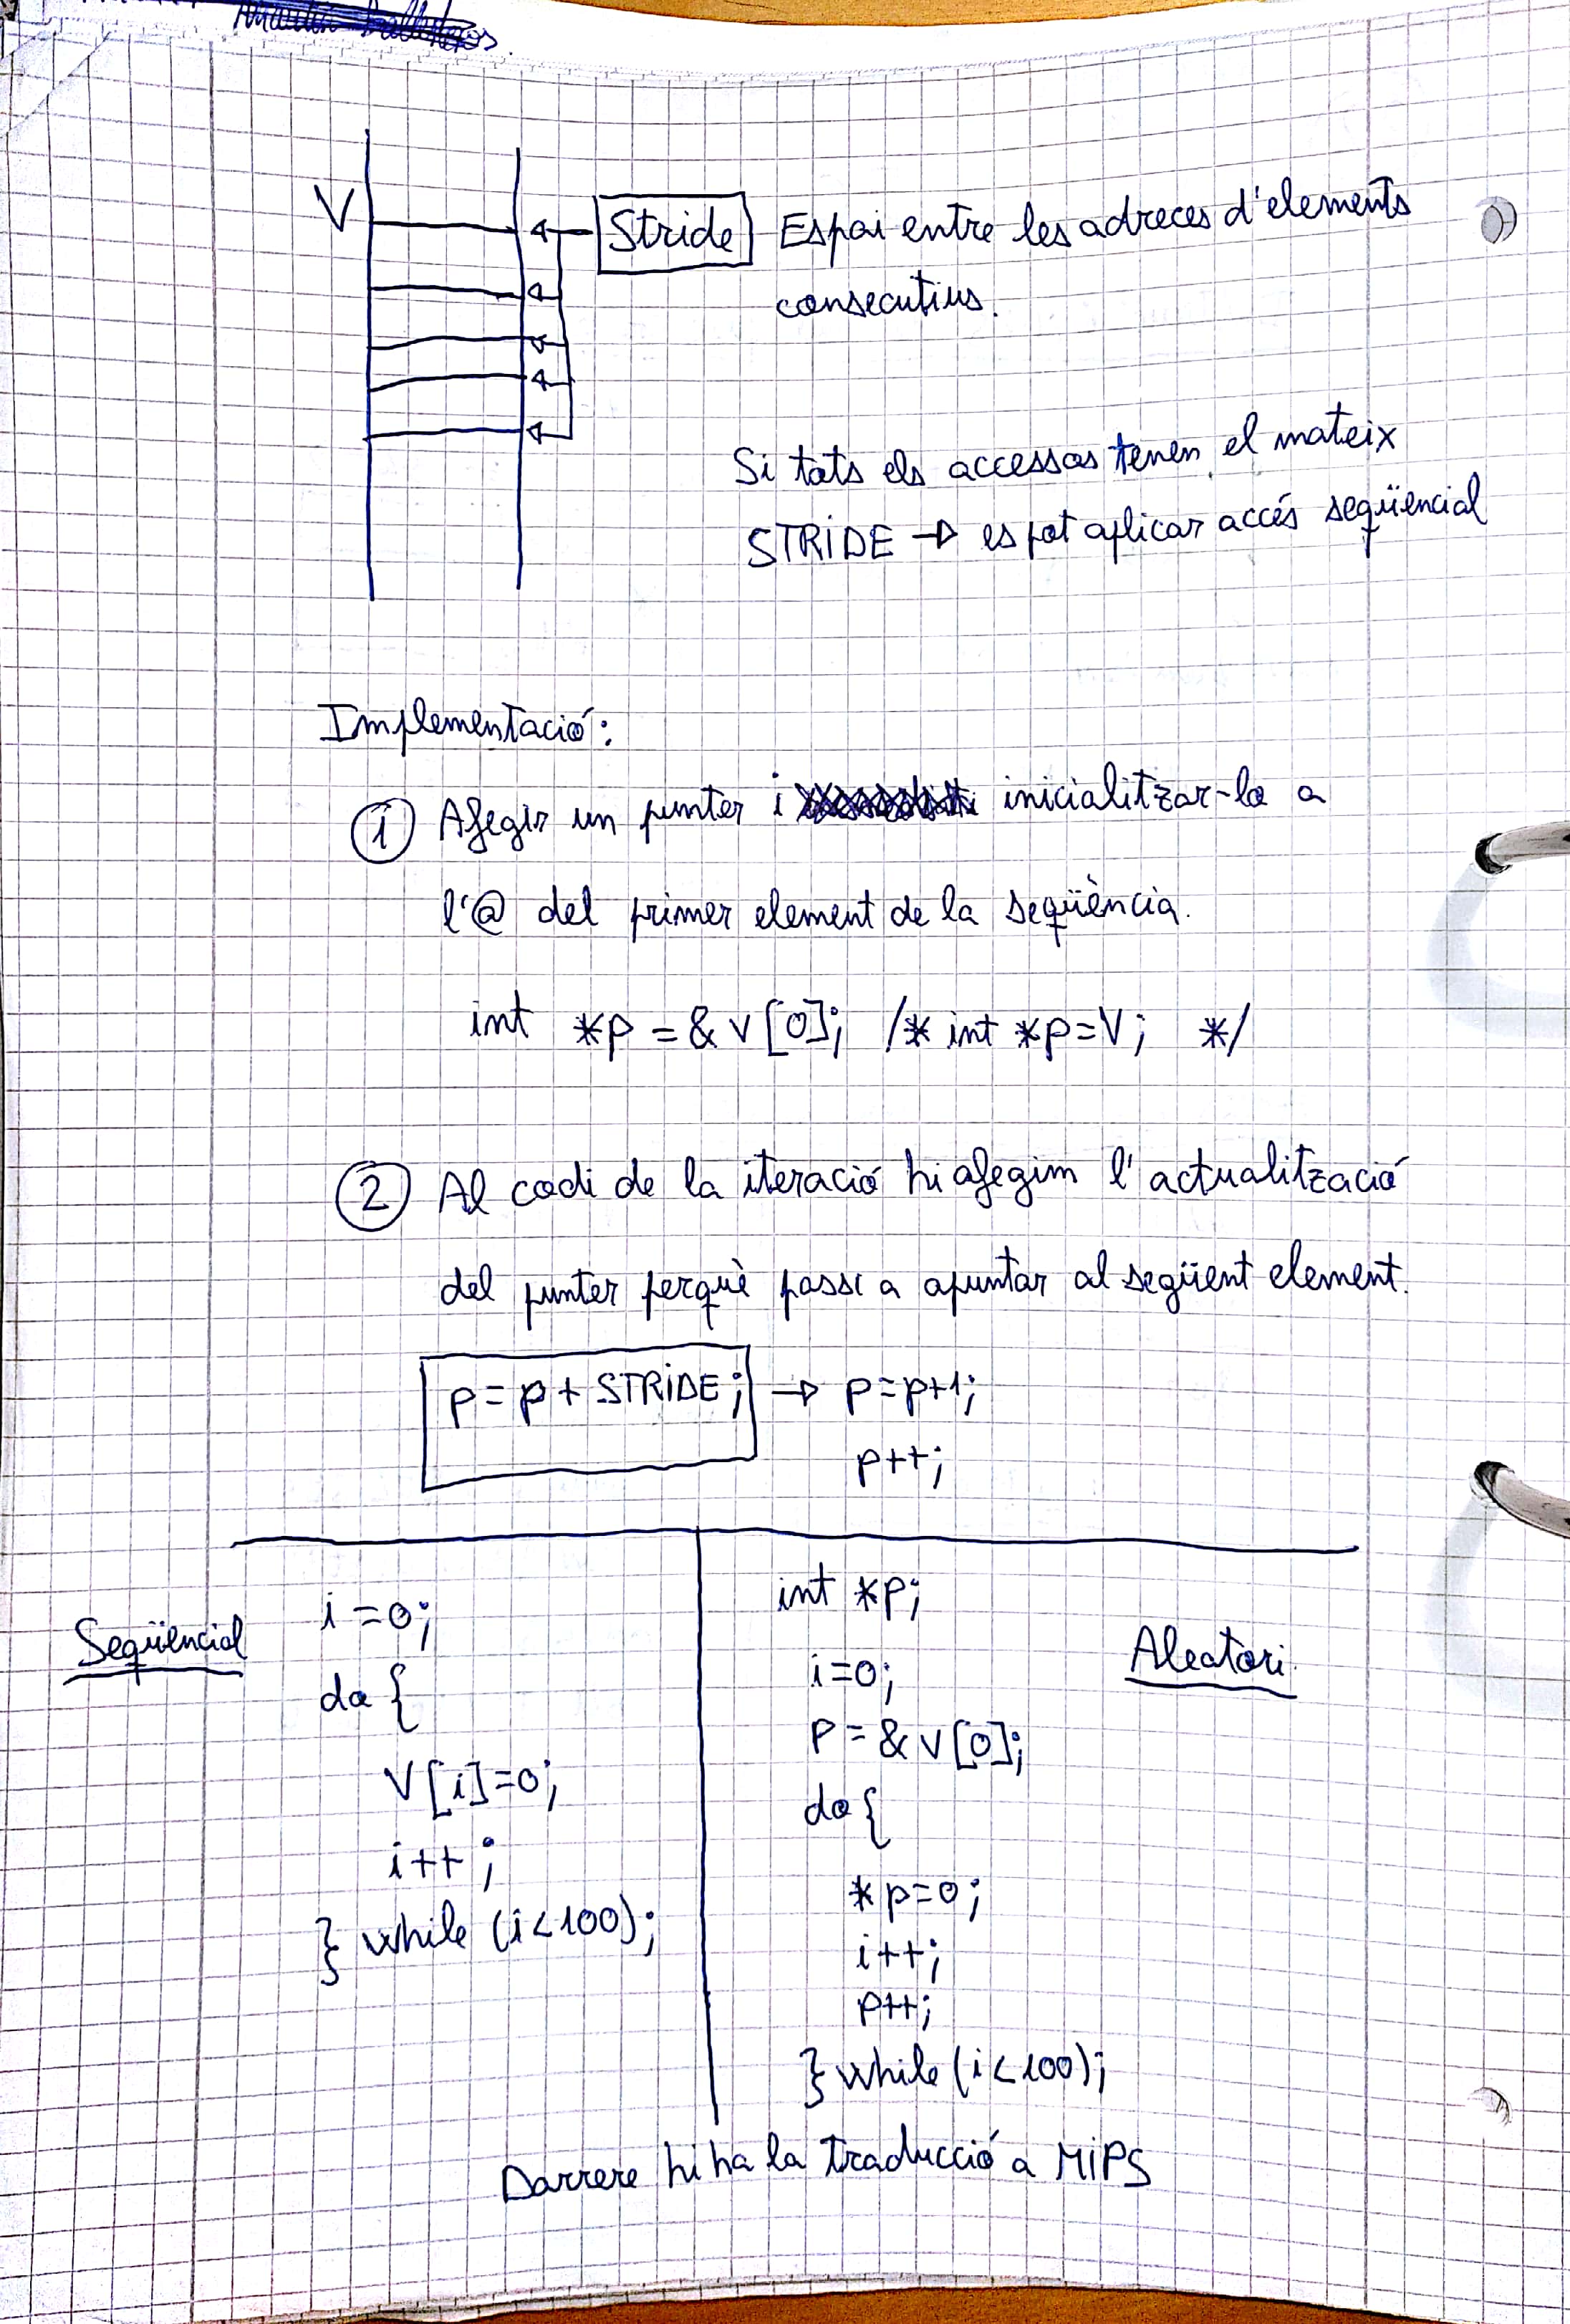 V
Stride Espai entre les adreces d'elements
consecutius.
Si tots els accessos tenen el mateix
STRIDE → es pot aplicar accés seqüencial
Implementació:
① Afegir un punter i inicialitzar-lo a
l'@ del primer element de la seqüència.
int *p = & v[0]; /* int *p=V; */
② Al codi de la iteració hi afegim l'actualització
del punter perquè passi a apuntar al següent element.
p = p + STRIDE; → p=p+1;
p++;
Seqüencial
i=0;
do {
V[i]=0;
i++;
} while (i<100);
int *p;
Aleatori.
i=0;
P = & v[0];
do {
*p=0;
i++;
p++;
} while (i<100);
Darrere hi ha la traducció a MIPS